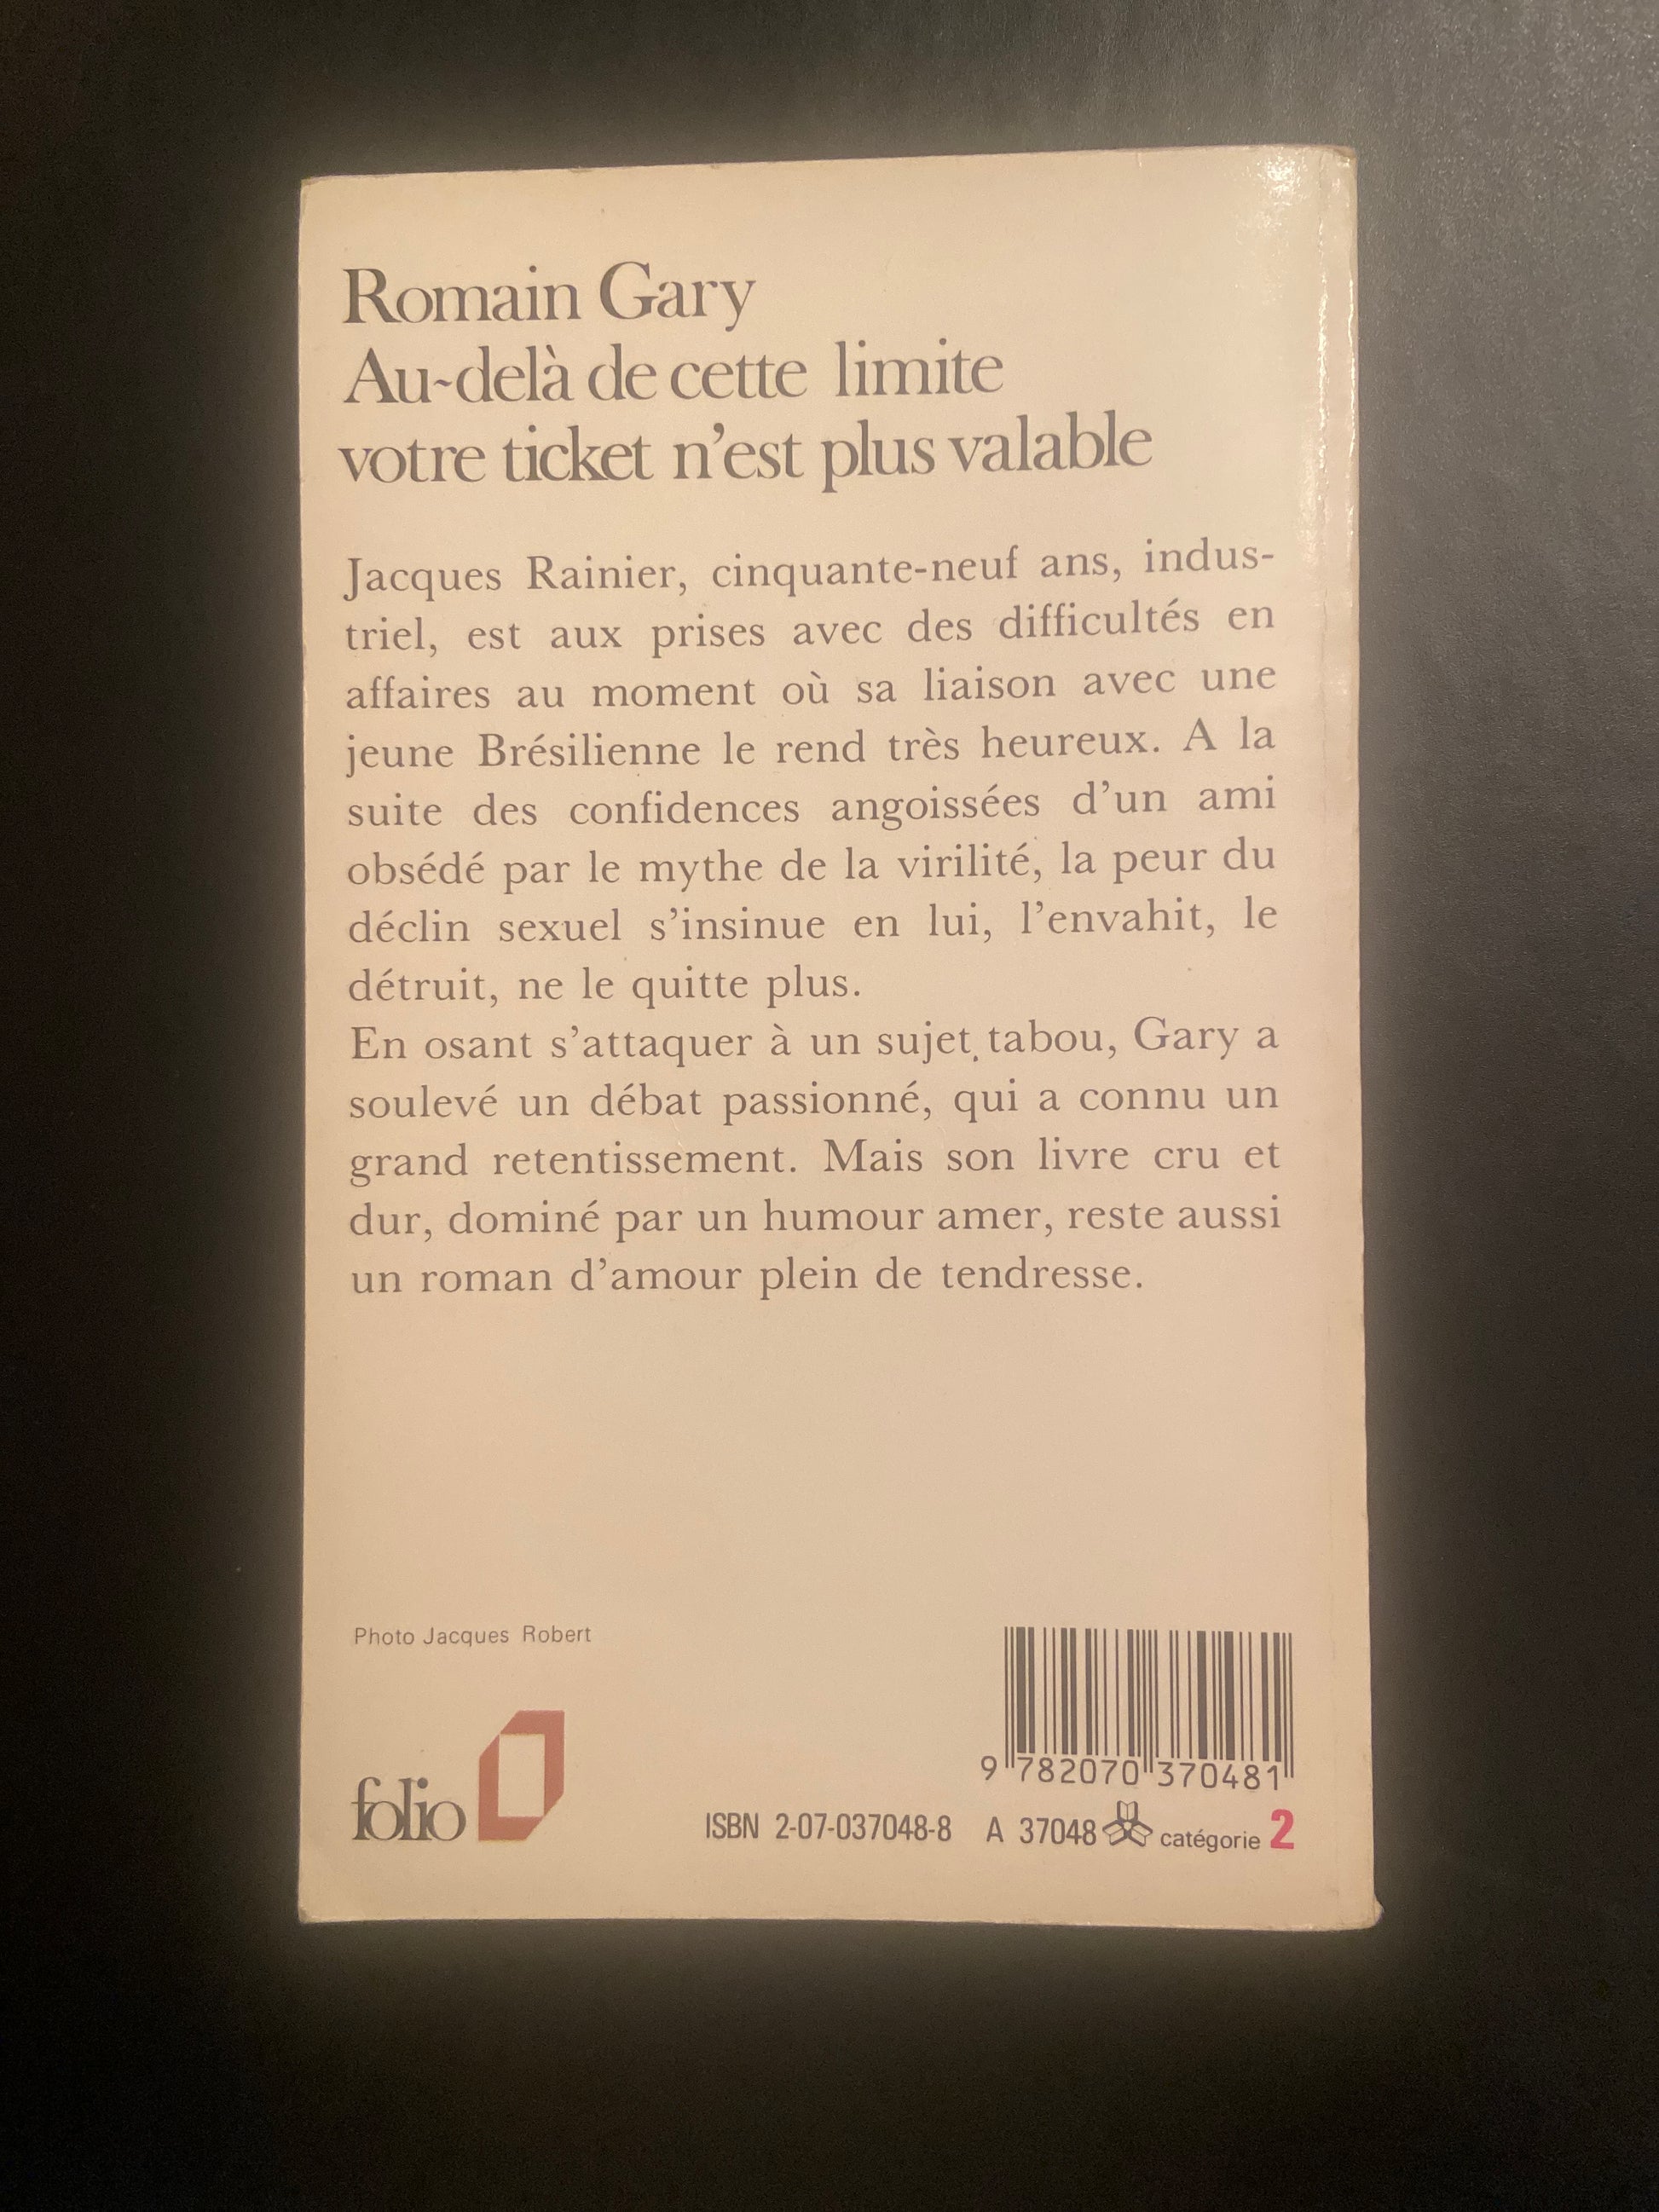 Romain Gary
Au-delà de cette limite
votre ticket n'est plus valable
Jacques Rainier, cinquante-neuf ans, indus-
triel, est aux prises avec des difficultés en
affaires au moment où sa liaison avec une
jeune Brésilienne le rend très heureux. A la
suite des confidences angoissées d'un ami
obsédé par le mythe de la virilité, la peur du
déclin sexuel s'insinue en lui, l'envahit, le
détruit, ne le quitte plus.
En osant s'attaquer à un sujet tabou, Gary a
soulevé un débat passionné, qui a connu un
grand retentissement. Mais son livre cru et
dur, dominé par un humour amer, reste aussi
un roman d'amour plein de tendresse.
Photo Jacques Robert
folio
9 782070 370481
ISBN 2-07-037048-8 A 37048 catégorie 2